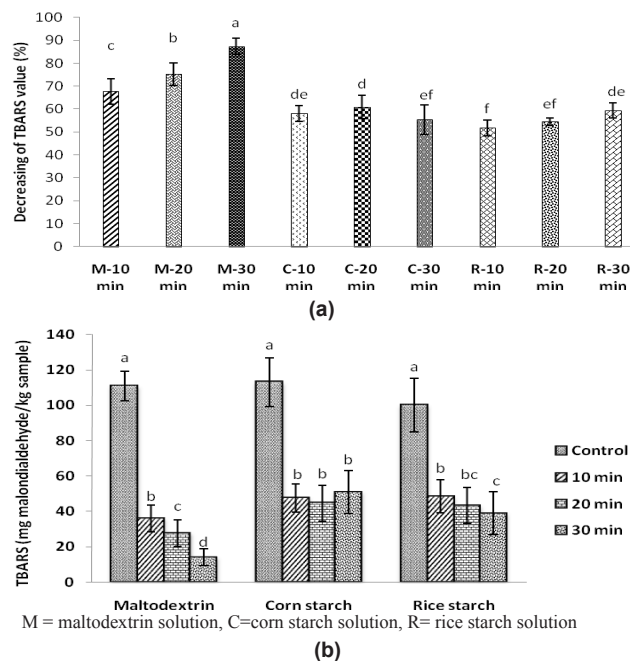 Decreasing of TBARS value (%)
100
90
80
70
60
50
40
30
20
10
0
c
b
a
de
d
ef
f
ef
de
M-10 min
M-20 min
M-30 min
C-10 min
C-20 min
C-30 min
R-10 min
R-20 min
R-30 min
(a)
TBARS (mg malondialdehyde/kg sample)
140
120
100
80
60
40
20
0
a
b
c
d
a
b
b
b
a
b
bc
c
Control
10 min
20 min
30 min
Maltodextrin
Corn starch
Rice starch
M = maltodextrin solution, C=corn starch solution, R= rice starch solution
(b)